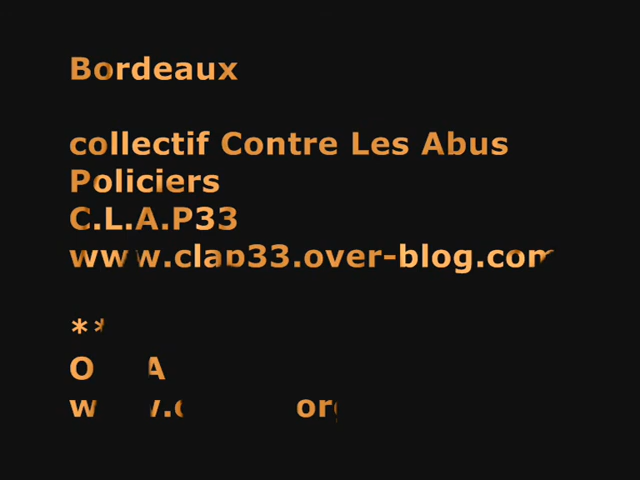 Bordeaux
collectif Contre Les Abus
Policiers
C.L.A.P33
www.clap33.over-blog.com
**